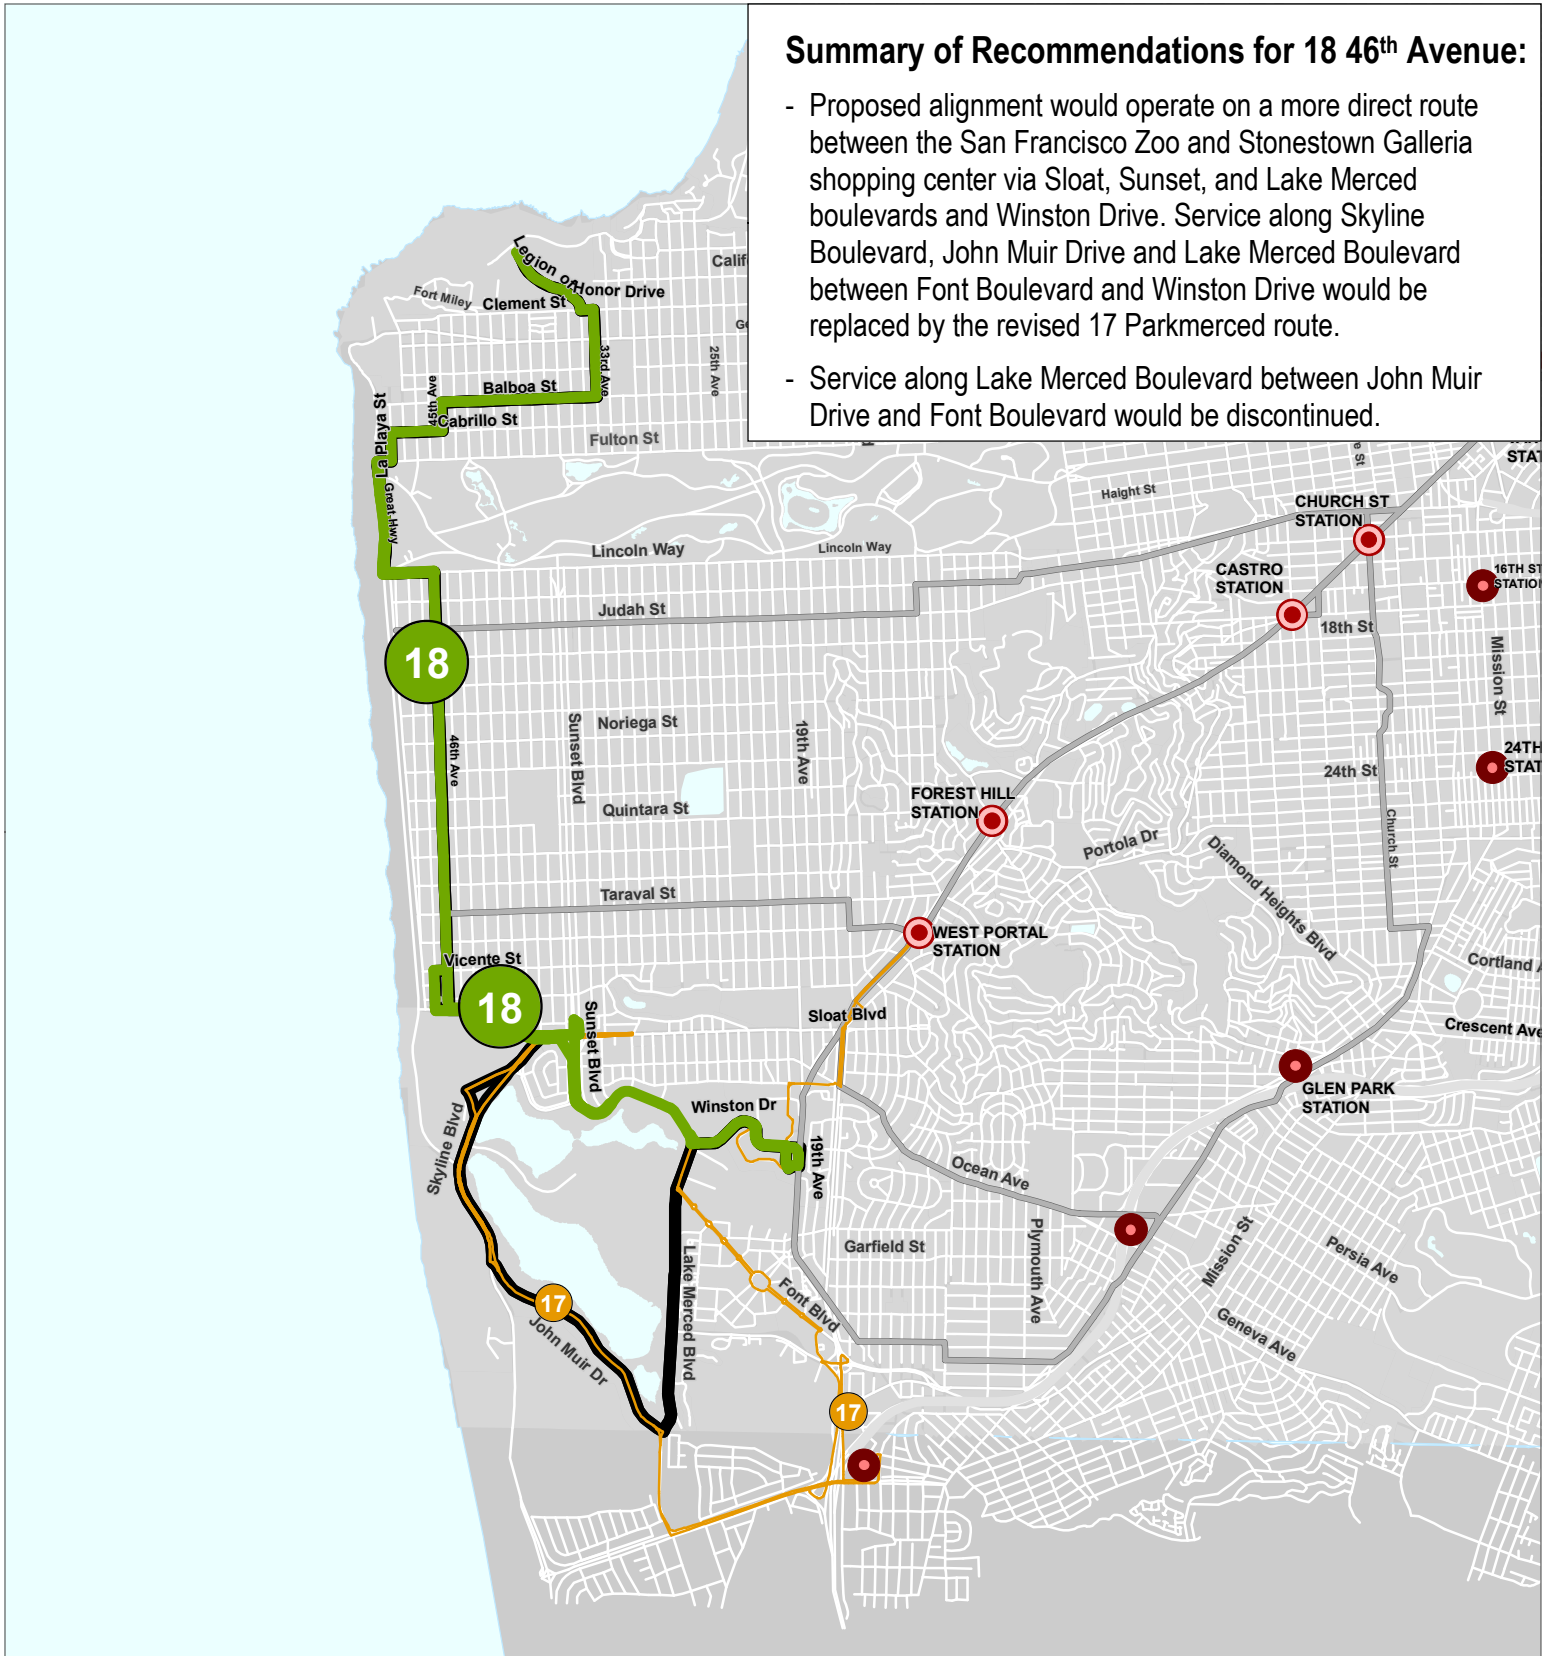 Summary of Recommendations for 18 46th Avenue:
- Proposed alignment would operate on a more direct route
between the San Francisco Zoo and Stonestown Galleria
shopping center via Sloat, Sunset, and Lake Merced
boulevards and Winston Drive. Service along Skyline
Boulevard, John Muir Drive and Lake Merced Boulevard
between Font Boulevard and Winston Drive would be
replaced by the revised 17 Parkmerced route.
- Service along Lake Merced Boulevard between John Muir
Drive and Font Boulevard would be discontinued.
Legion of Honor Drive
Fort Miley
Clement St
Calif
Ge
33rd Ave
25th Ave
45th Ave
Balboa St
Cabrillo St
La Playa St
Fulton St
e St
STAT
Great Hwy
Haight St
CHURCH ST
STATION
Lincoln Way
Lincoln Way
CASTRO
STATION
16TH ST
STATION
Judah St
18th St
18
Mission St
Noriega St
Sunset Blvd
19th Ave
46th Ave
24TH
STAT
24th St
FOREST HILL
STATION
Quintara St
Portola Dr
Church St
Diamond Heights Blvd
Taraval St
WEST PORTAL
STATION
Vicente St
Cortland A
18
Sunset Blvd
Sloat Blvd
Crescent Ave
GLEN PARK
STATION
Winston Dr
Skyline Blvd
19th Ave
Ocean Ave
Plymouth Ave
Mission St
Persia Ave
Garfield St
Lake Merced Blvd
Font Blvd
17
John Muir Dr
Geneva Ave
17